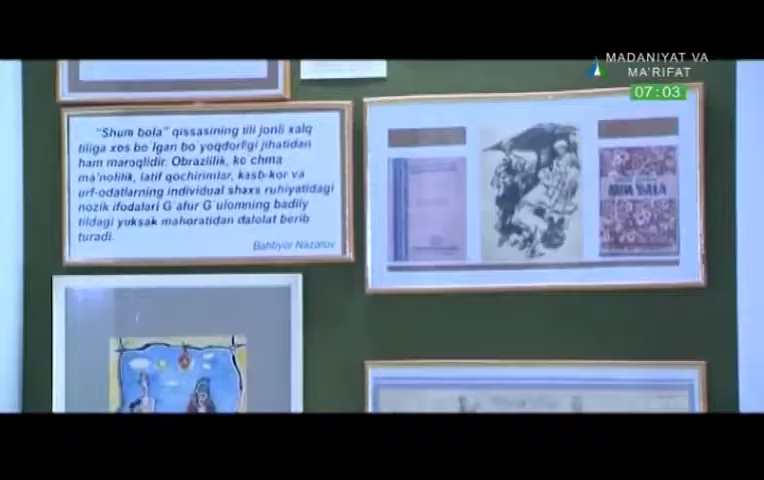 MADANIYAT VA
MA'RIFAT
07:03
"Shum bola" qissasining tili jonli xalq
tiliga xos bo`lgan bo`yoqdorligi jihatidan
ham maroqlidir. Obrazlilik, ko`chma
ma'nolilik, latif qochirimlar, kasb-kor va
urf-odatlarning individual shaxs ruhiyatidagi
nozik ifodalari G`afur G`ulomning badiiy
tildagi yuksak mahoratidan dalolat berib
turadi.
Bahtiyor Nazarov
SHUM BOLA